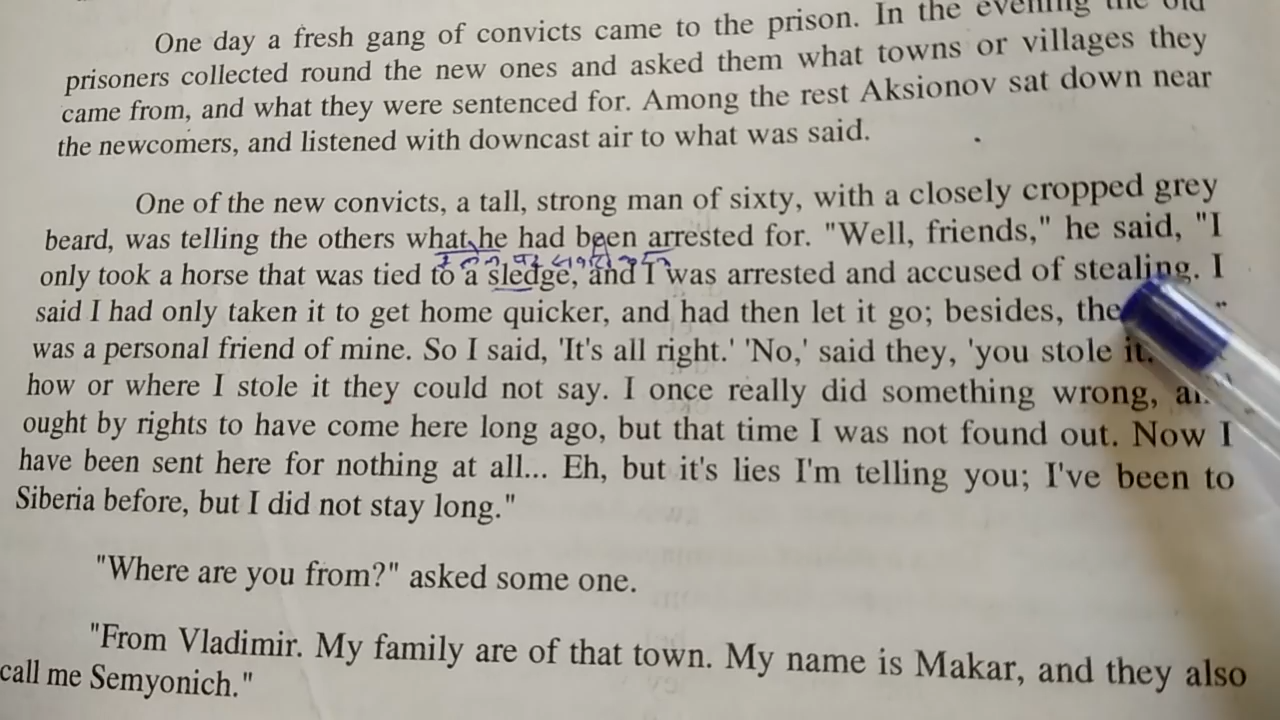 One day a fresh gang of convicts came to the prison. In the evening the old
prisoners collected round the new ones and asked them what towns or villages they
came from, and what they were sentenced for. Among the rest Aksionov sat down near
the newcomers, and listened with downcast air to what was said.
One of the new convicts, a tall, strong man of sixty, with a closely cropped grey
beard, was telling the others what he had been arrested for. "Well, friends," he said, "I
only took a horse that was tied to a sledge, and I was arrested and accused of stealing. I
said I had only taken it to get home quicker, and had then let it go; besides, the
was a personal friend of mine. So I said, 'It's all right.' 'No,' said they, 'you stole it.
how or where I stole it they could not say. I once really did something wrong,
ought by rights to have come here long ago, but that time I was not found out. Now I
have been sent here for nothing at all... Eh, but it's lies I'm telling you; I've been to
Siberia before, but I did not stay long."
"Where are you from?" asked some one.
"From Vladimir. My family are of that town. My name is Makar, and they also
call me Semyonich."